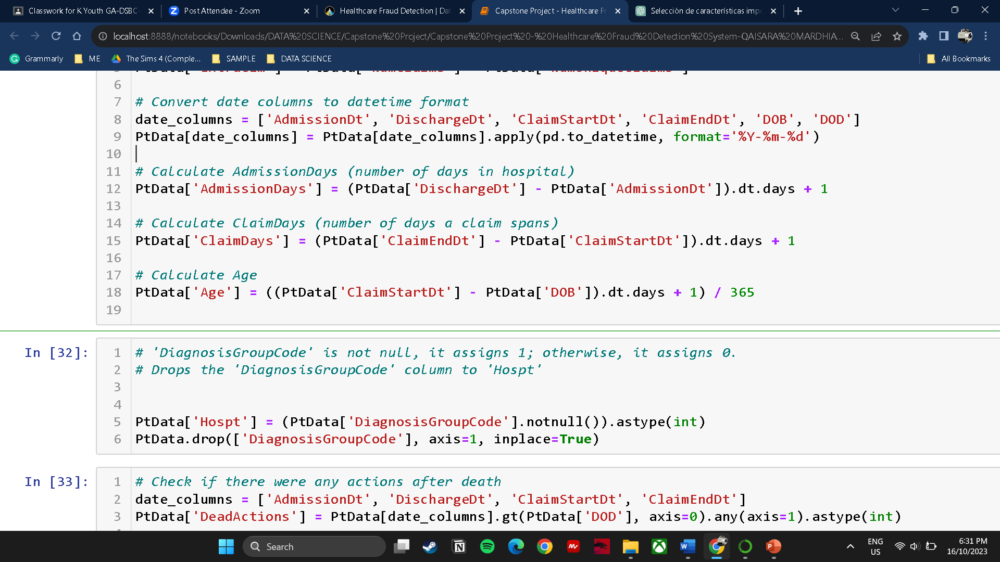 Classwork for K Youth GA-DSBC
Post Attendee - Zoom
Healthcare Fraud Detection | Dat
Capstone Project - Healthcare Fr
Selección de características imp
localhost:8888/notebooks/Downloads/DATA%20SCIENCE/Capstone%20Project/Capstone%20Project%20-%20Healthcare%20Fraud%20Detection%20System-QAISARA%20MARDHIA...
Grammarly
ME
The Sims 4 (Comple...
SAMPLE
DATA SCIENCE
All Bookmarks
6
7 # Convert date columns to datetime format
8 date_columns = ['AdmissionDt', 'DischargeDt', 'ClaimStartDt', 'ClaimEndDt', 'DOB', 'DOD']
9 PtData[date_columns] = PtData[date_columns].apply(pd.to_datetime, format='%Y-%m-%d')
10
11 # Calculate AdmissionDays (number of days in hospital)
12 PtData['AdmissionDays'] = (PtData['DischargeDt'] - PtData['AdmissionDt']).dt.days + 1
13
14 # Calculate ClaimDays (number of days a claim spans)
15 PtData['ClaimDays'] = (PtData['ClaimEndDt'] - PtData['ClaimStartDt']).dt.days + 1
16
17 # Calculate Age
18 PtData['Age'] = ((PtData['ClaimStartDt'] - PtData['DOB']).dt.days + 1) / 365
19
In [32]: 1 # 'DiagnosisGroupCode' is not null, it assigns 1; otherwise, it assigns 0.
2 # Drops the 'DiagnosisGroupCode' column to 'Hospt'
3
4
5 PtData['Hospt'] = (PtData['DiagnosisGroupCode'].notnull()).astype(int)
6 PtData.drop(['DiagnosisGroupCode'], axis=1, inplace=True)
In [33]: 1 # Check if there were any actions after death
2 date_columns = ['AdmissionDt', 'DischargeDt', 'ClaimStartDt', 'ClaimEndDt']
3 PtData['DeadActions'] = PtData[date_columns].gt(PtData['DOD'], axis=0).any(axis=1).astype(int)
Search
ENG
US
6:31 PM
16/10/2023